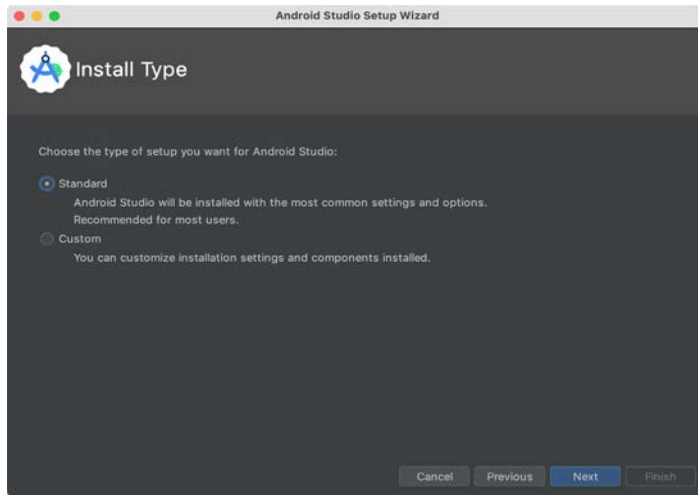 Android Studio Setup Wizard
Install Type
Choose the type of setup you want for Android Studio:
Standard
Android Studio will be installed with the most common settings and options.
Recommended for most users.
Custom
You can customize installation settings and components installed.
Cancel Previous Next Finish